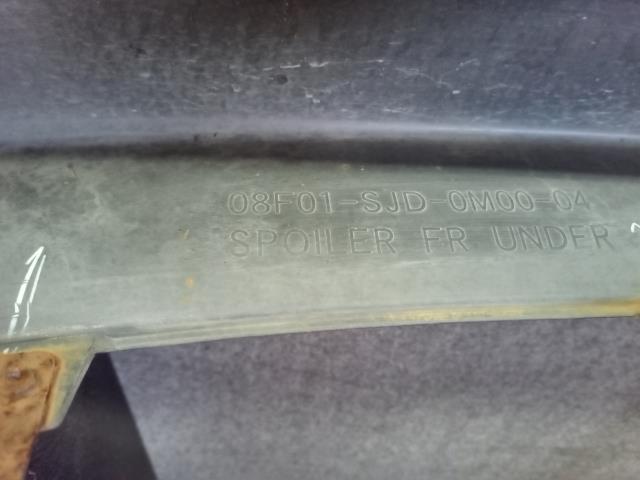 08F01-SJD-0M00-04
SPOILER FR UNDER